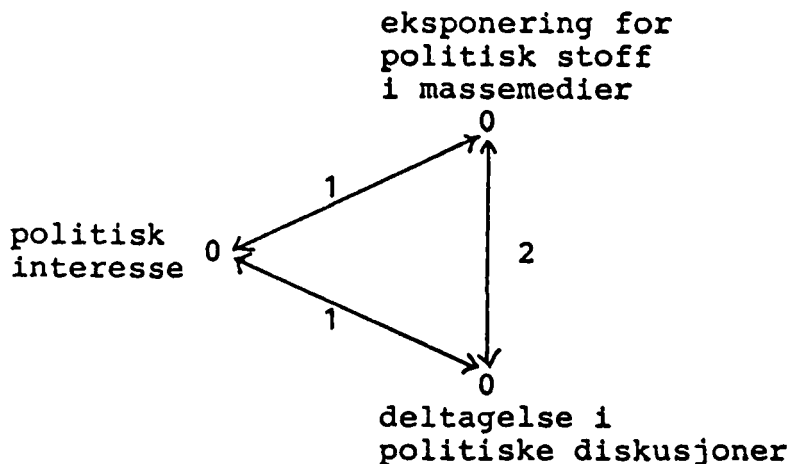 eksponering for
politisk stoff
i massemedier
0
1
politisk
interesse 0
2
1
0
deltagelse i
politiske diskusjoner